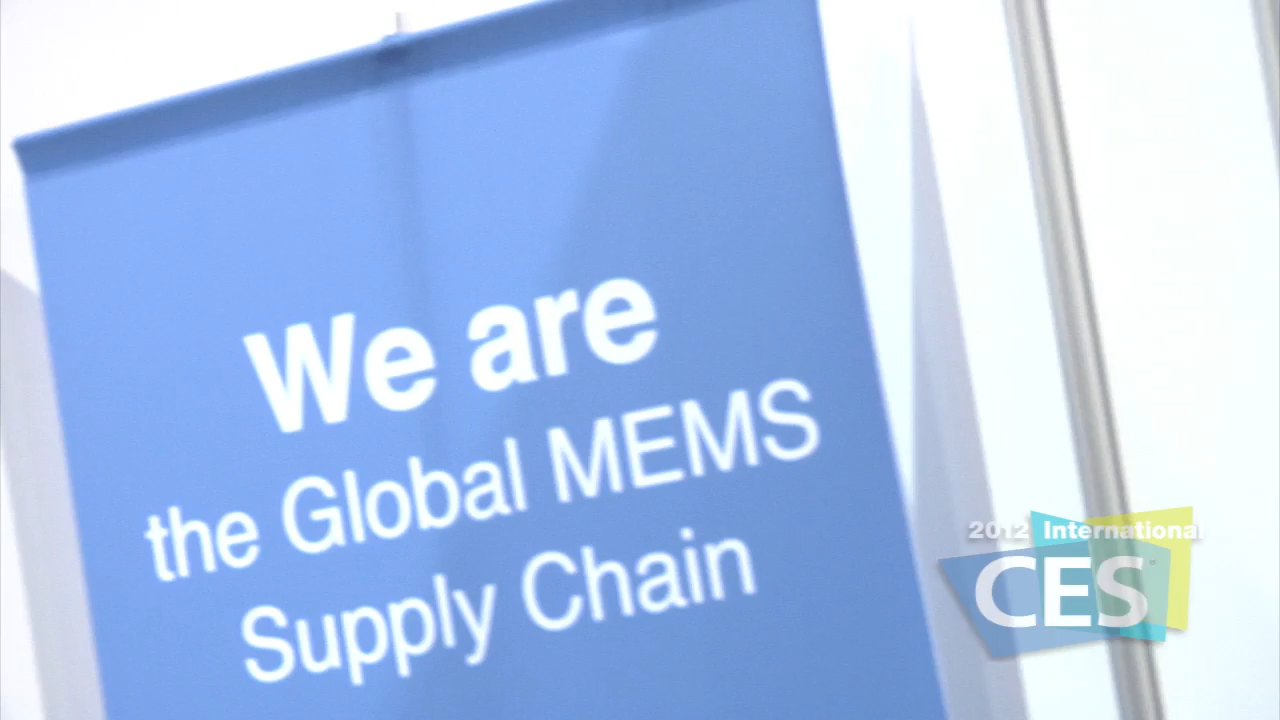 We are
the Global MEMS
Supply Chain
2012 International
CES